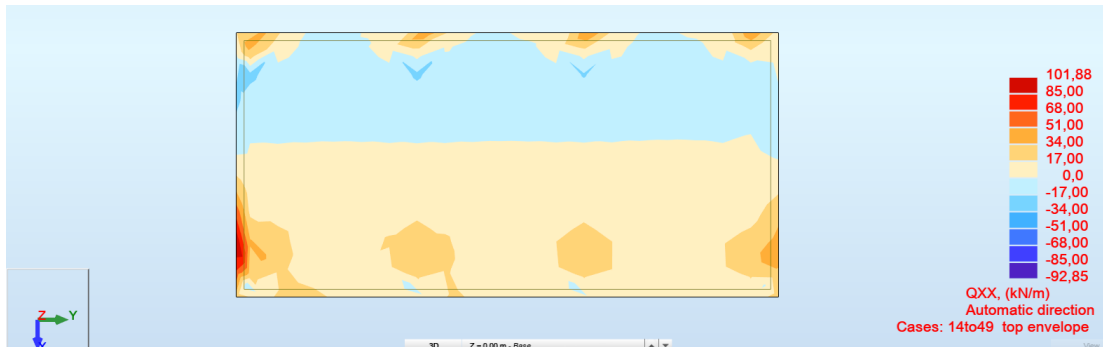 101,88
85,00
68,00
51,00
34,00
17,00
0,0
-17,00
-34,00
-51,00
-68,00
-85,00
-92,85
QXX, (kN/m)
Automatic direction
Cases: 14to49 top envelope
Z
Y
X
3D Z = 0.00 m - Base
View